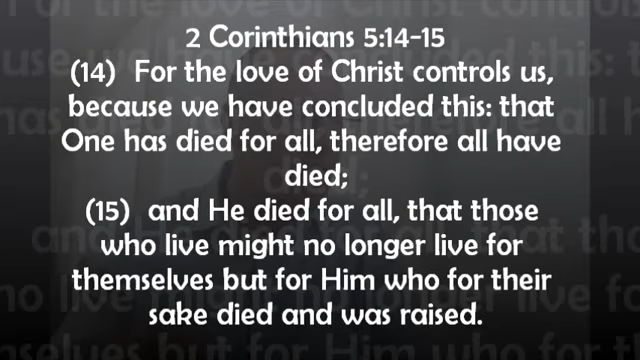 2 Corinthians 5:14-15
(14) For the love of Christ controls us,
because we have concluded this: that
One has died for all, therefore all have
died;
(15) and He died for all, that those
who live might no longer live for
themselves but for Him who for their
sake died and was raised.